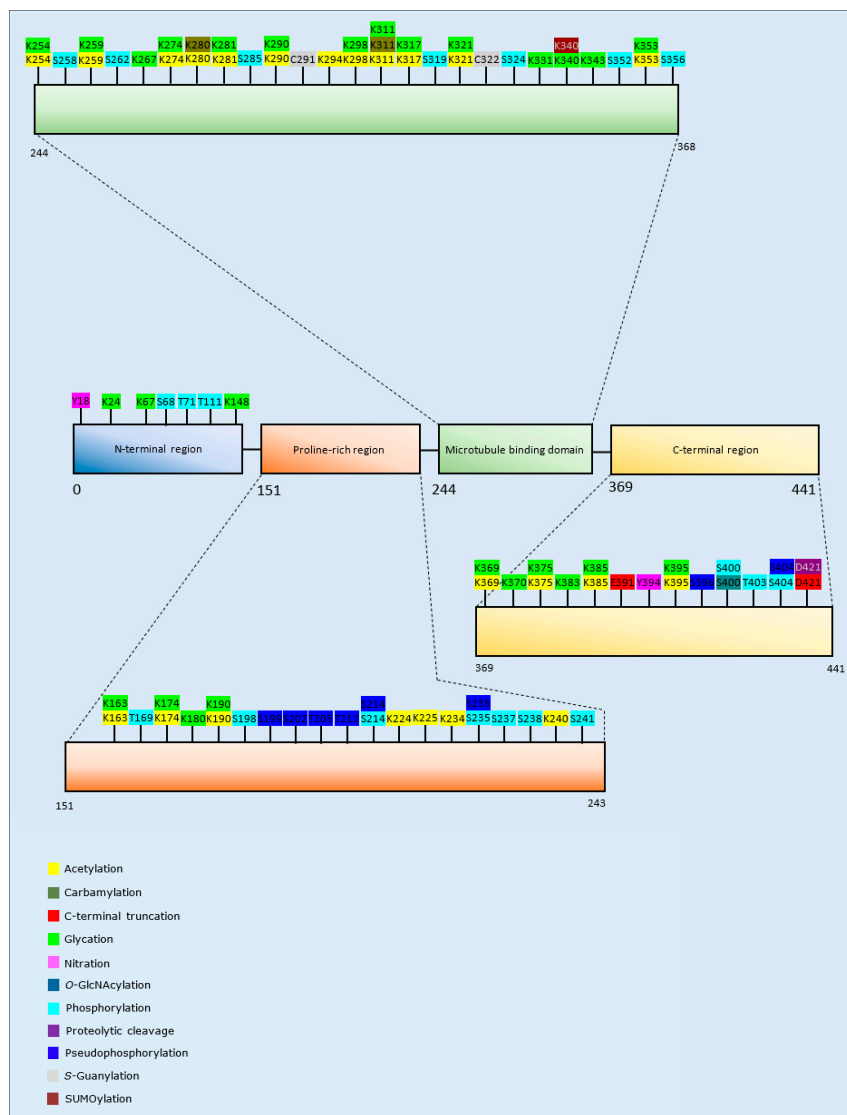 K311
K254 K259 K274 K280 K281 K290 K298 K311 K317 K321 K340 K353
K254 S258 K259 S262 K267 K274 K280 K281 S285 K290 C291 K294 K298 K311 K317 S319 K321 C322 S324 K331 K340 K343 S352 K353 S356
244
368
Y18 K24 K67 S68 T71 T111 K148
N-terminal region
Proline-rich region
Microtubule binding domain
C-terminal region
0
151
244
369
441
K369 K375 K385 K395 S400 S404 D421
K369 K370 K375 K383 K385 E391 Y394 K395 S396 S400 T403 S404 D421
369
441
K163 K174 K190 S214 S235
K163 T169 K174 K180 K190 S198 S199 S202 T205 T212 S214 K224 K225 K234 S235 S237 S238 K240 S241
151
243
Acetylation
Carbamylation
C-terminal truncation
Glycation
Nitration
O-GlcNAcylation
Phosphorylation
Proteolytic cleavage
Pseudophosphorylation
S-Guanylation
SUMOylation